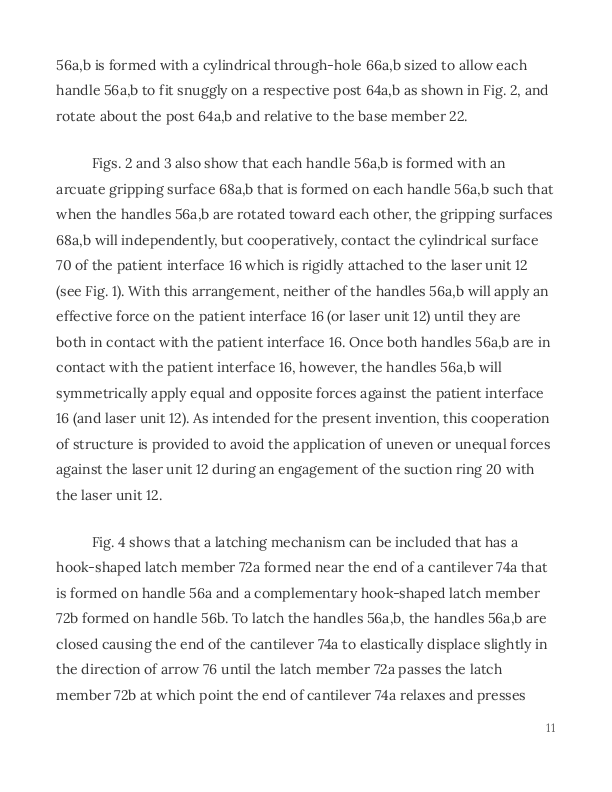 56a,b is formed with a cylindrical through-hole 66a,b sized to allow each
handle 56a,b to fit snuggly on a respective post 64a,b as shown in Fig. 2, and
rotate about the post 64a,b and relative to the base member 22.
Figs. 2 and 3 also show that each handle 56a,b is formed with an
arcuate gripping surface 68a,b that is formed on each handle 56a,b such that
when the handles 56a,b are rotated toward each other, the gripping surfaces
68a,b will independently, but cooperatively, contact the cylindrical surface
70 of the patient interface 16 which is rigidly attached to the laser unit 12
(see Fig. 1). With this arrangement, neither of the handles 56a,b will apply an
effective force on the patient interface 16 (or laser unit 12) until they are
both in contact with the patient interface 16. Once both handles 56a,b are in
contact with the patient interface 16, however, the handles 56a,b will
symmetrically apply equal and opposite forces against the patient interface
16 (and laser unit 12). As intended for the present invention, this cooperation
of structure is provided to avoid the application of uneven or unequal forces
against the laser unit 12 during an engagement of the suction ring 20 with
the laser unit 12.
Fig. 4 shows that a latching mechanism can be included that has a
hook-shaped latch member 72a formed near the end of a cantilever 74a that
is formed on handle 56a and a complementary hook-shaped latch member
72b formed on handle 56b. To latch the handles 56a,b, the handles 56a,b are
closed causing the end of the cantilever 74a to elastically displace slightly in
the direction of arrow 76 until the latch member 72a passes the latch
member 72b at which point the end of cantilever 74a relaxes and presses
11